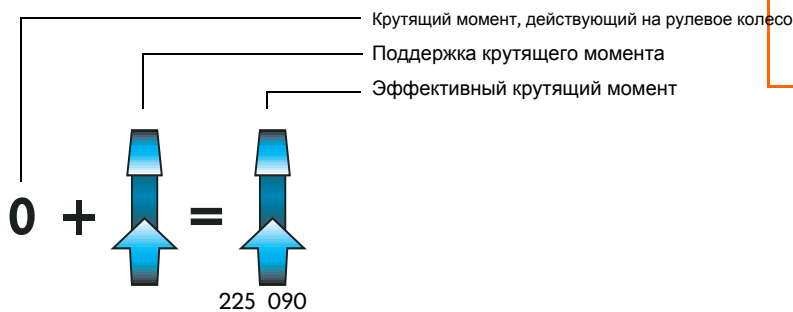 Крутящий момент, действующий на рулевое колесо
Поддержка крутящего момента
Эффективный крутящий момент
0 + =
225 090